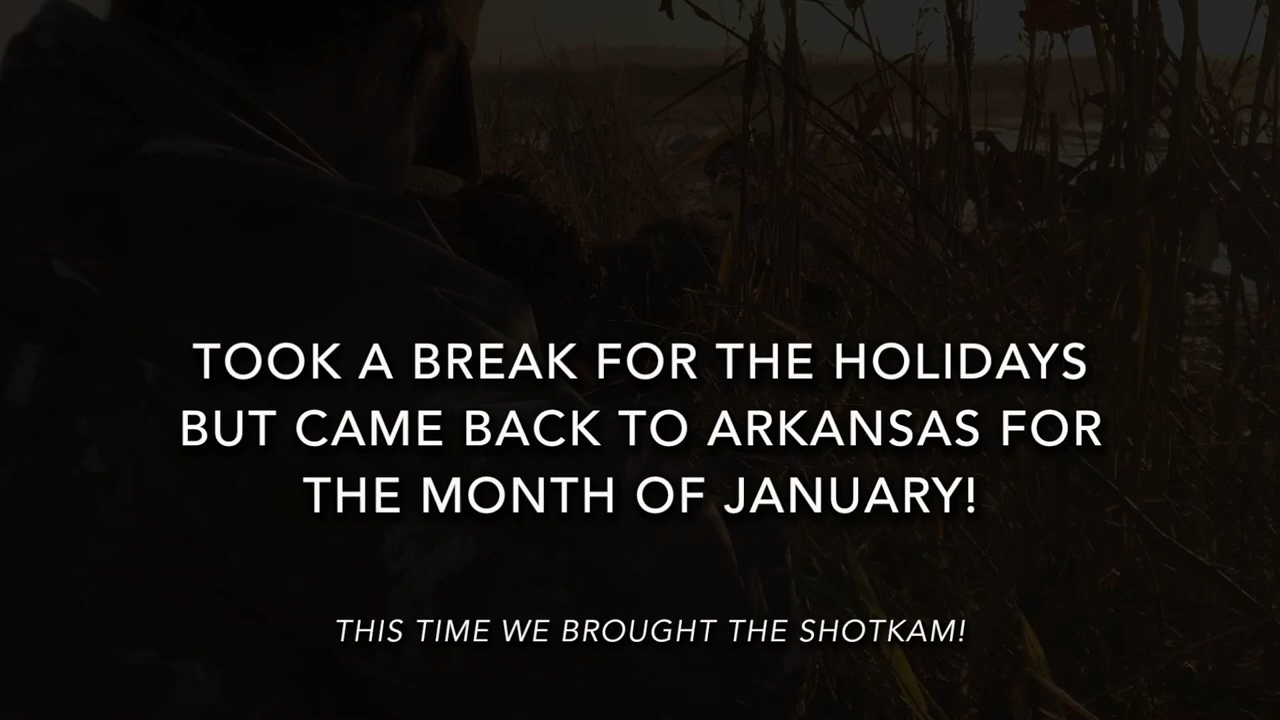 TOOK A BREAK FOR THE HOLIDAYS
BUT CAME BACK TO ARKANSAS FOR
THE MONTH OF JANUARY!
THIS TIME WE BROUGHT THE SHOTKAM!